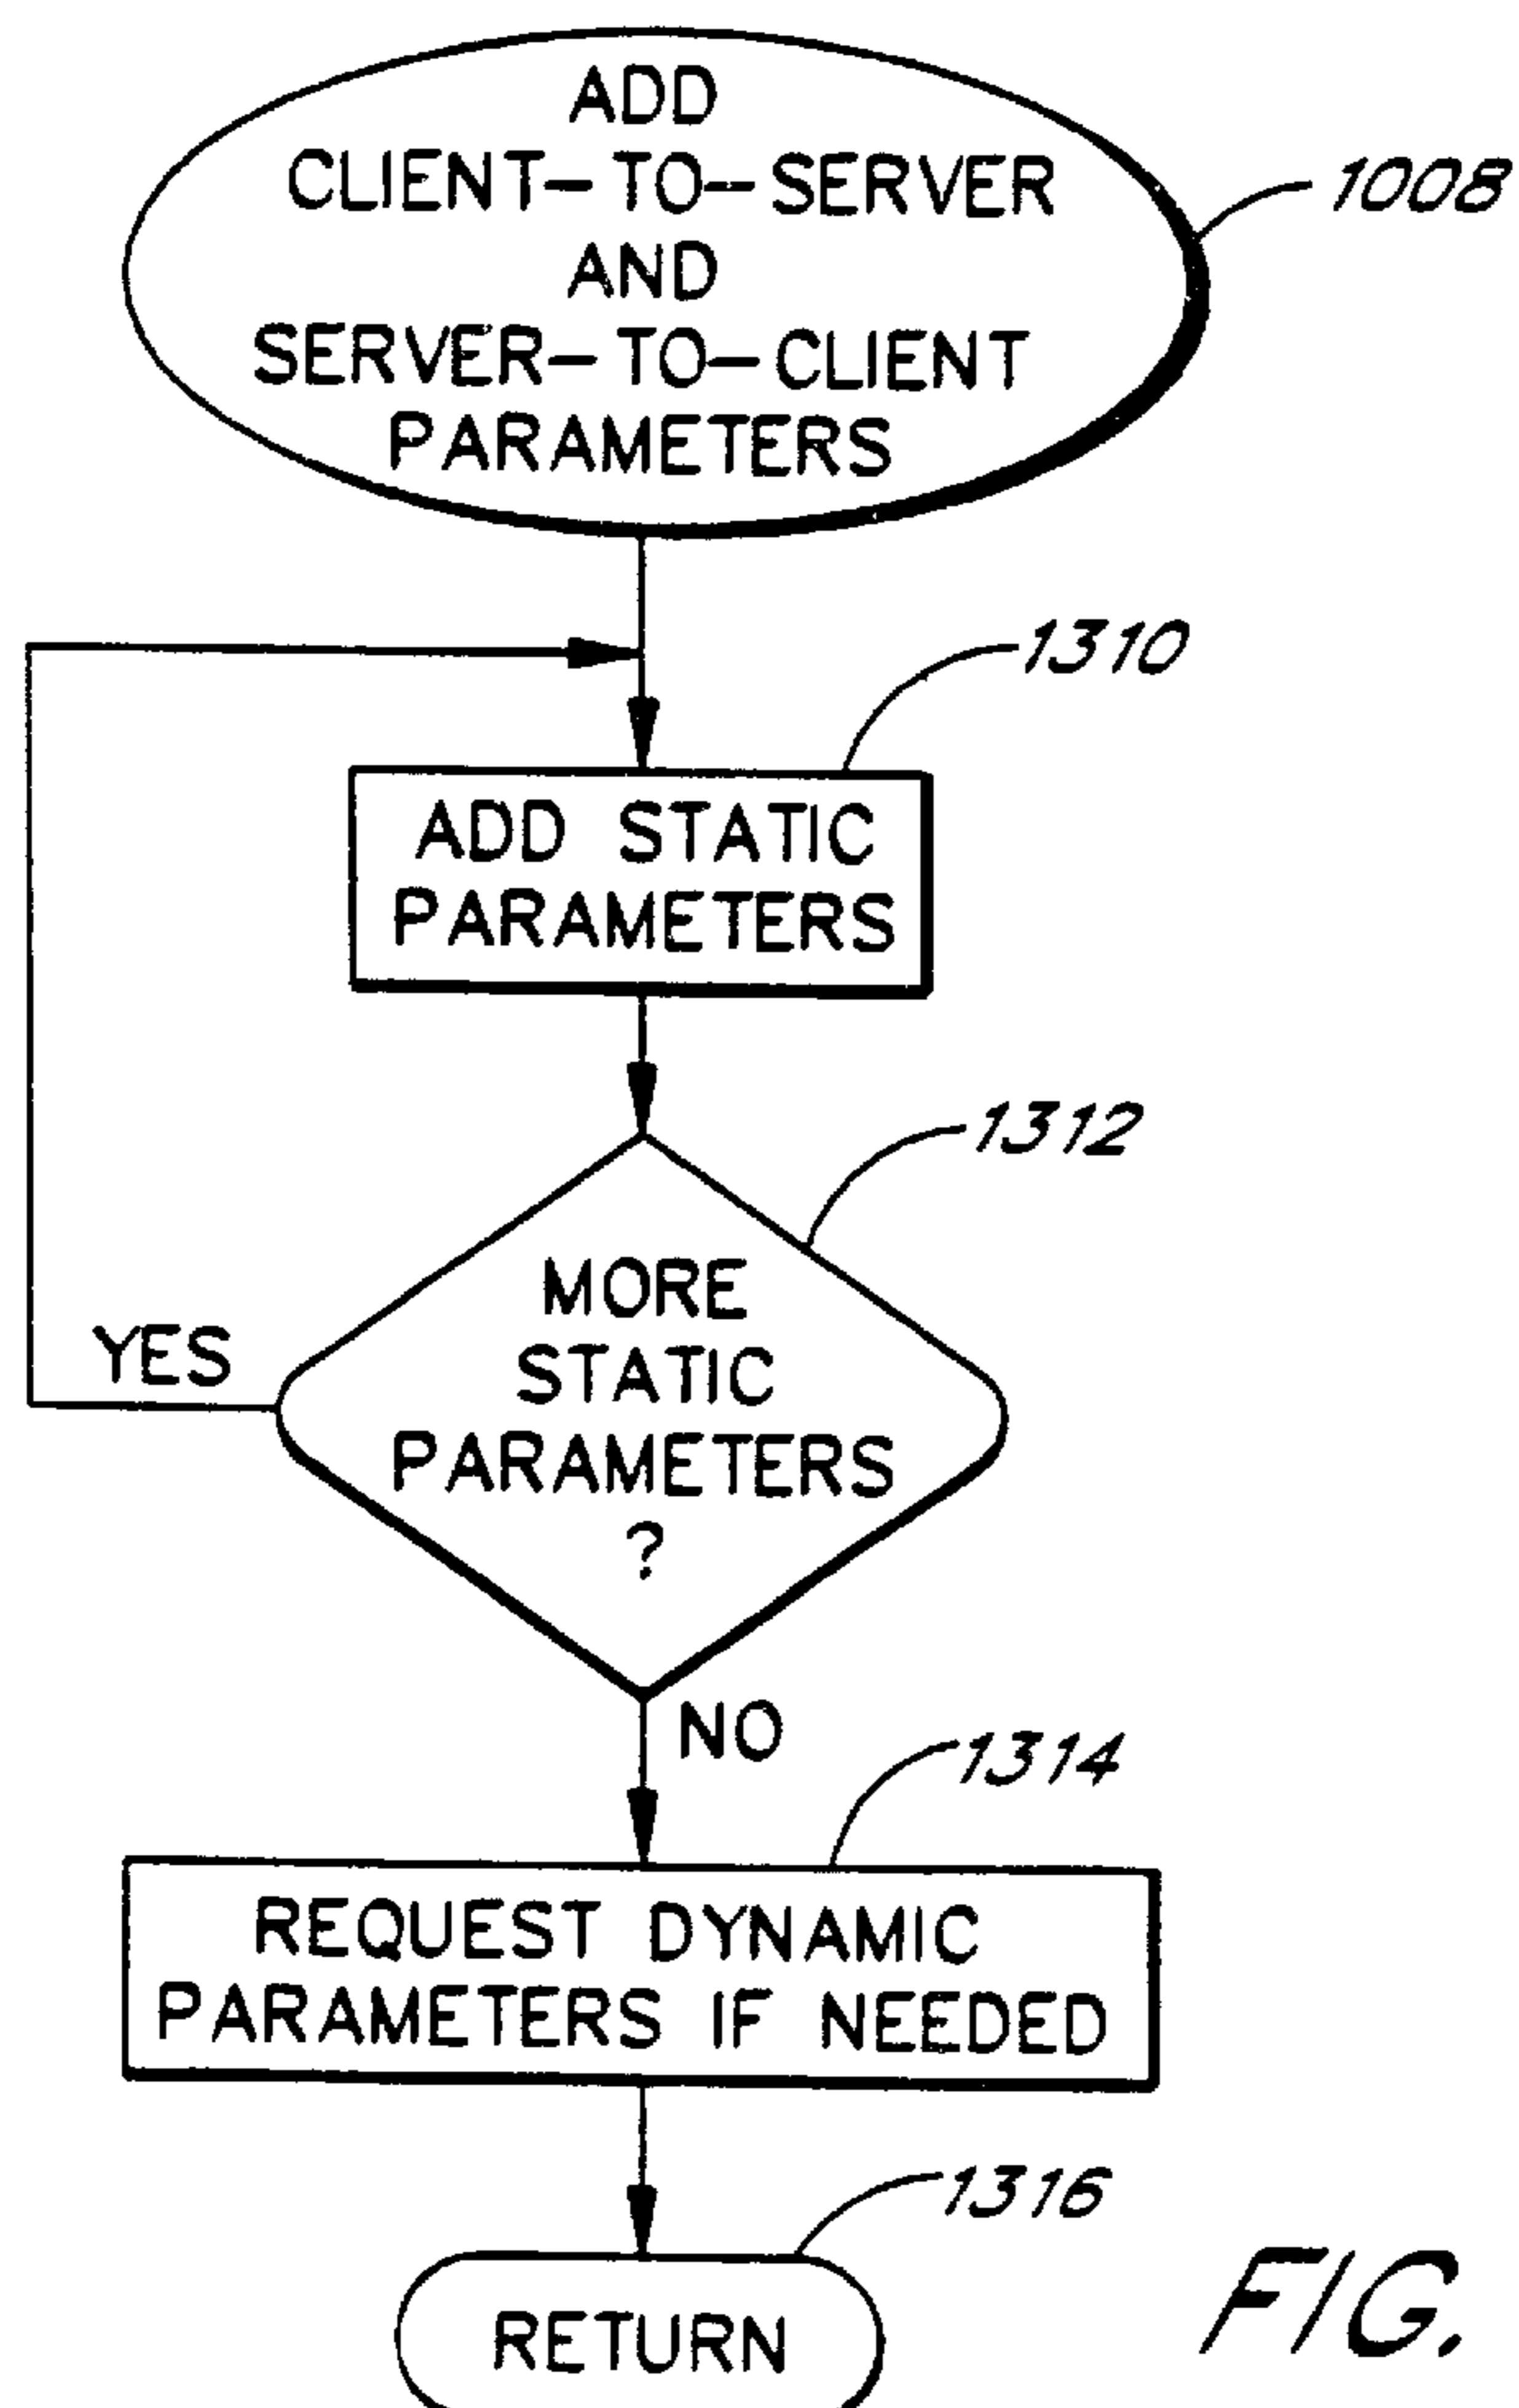 ADD
CLIENT-TO-SERVER
AND
SERVER-TO-CLIENT
PARAMETERS
1008
1310
ADD STATIC
PARAMETERS
1312
MORE
STATIC
PARAMETERS
?
YES
NO
1314
REQUEST DYNAMIC
PARAMETERS IF NEEDED
1316
RETURN
FIG.